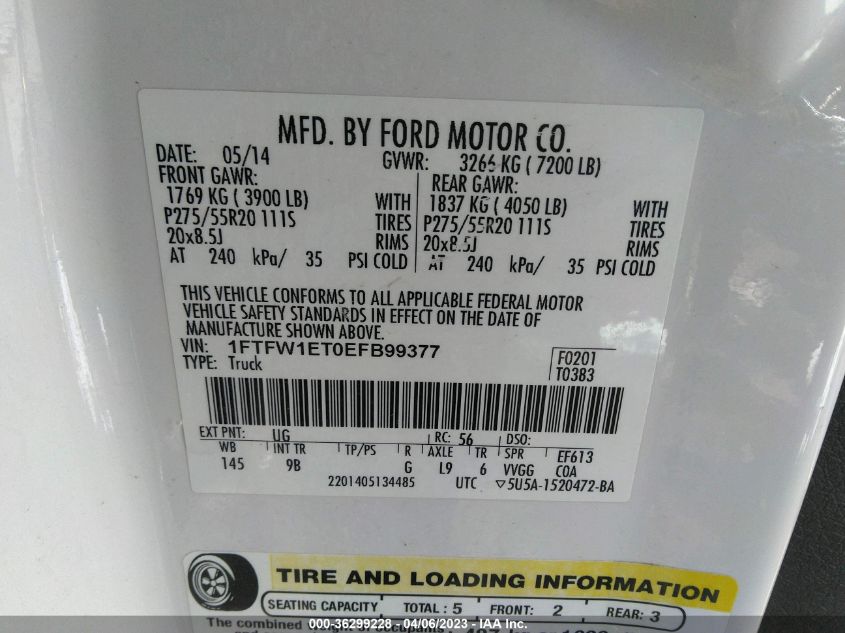 MFD. BY FORD MOTOR CO.
DATE: 05/14 GVWR: 3266 KG ( 7200 LB)
FRONT GAWR: REAR GAWR:
1769 KG ( 3900 LB) WITH 1837 KG ( 4050 LB) WITH
P275/55R20 111S TIRES P275/55R20 111S TIRES
20x8.5J RIMS 20x8.5J RIMS
AT 240 kPa/ 35 PSI COLD AT 240 kPa/ 35 PSI COLD
THIS VEHICLE CONFORMS TO ALL APPLICABLE FEDERAL MOTOR
VEHICLE SAFETY STANDARDS IN EFFECT ON THE DATE OF
MANUFACTURE SHOWN ABOVE.
VIN: 1FTFW1ET0EFB99377 F0201
TYPE: Truck T0383
EXT PNT: UG RC: 56 DSO:
WB INT TR TP/PS R AXLE TR SPR EF613
145 9B G L9 6 VVGG COA
2201405134485 UTC ▽5U5A-1520472-BA
TIRE AND LOADING INFORMATION
SEATING CAPACITY TOTAL : 5 FRONT: 2 REAR: 3
000-36299228 - 04/06/2023 - IAA Inc.
The combined